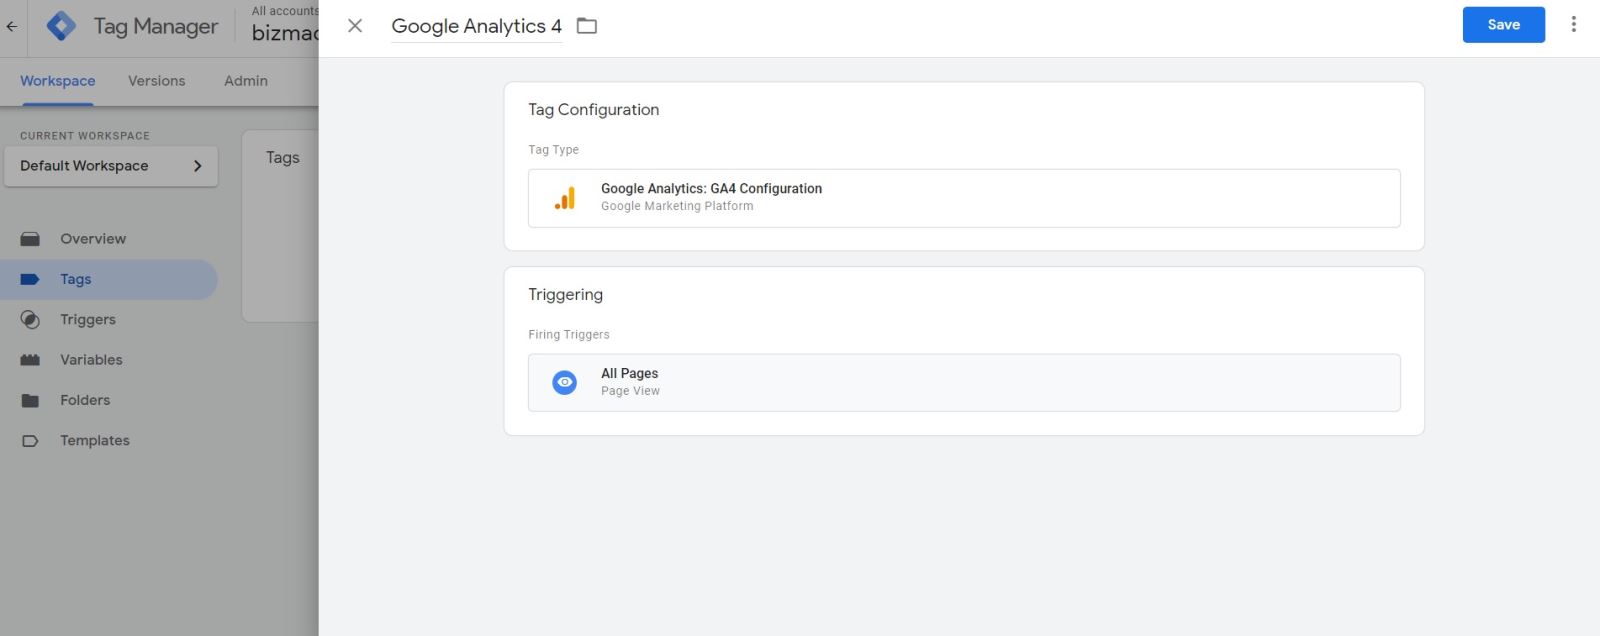 Tag Manager
All accounts
Google Analytics 4
Save
Workspace
Versions
Admin
CURRENT WORKSPACE
Default Workspace
Overview
Tags
Triggers
Variables
Folders
Templates
Tags
Tag Configuration
Tag Type
Google Analytics: GA4 Configuration
Google Marketing Platform
Triggering
Firing Triggers
All Pages
Page View